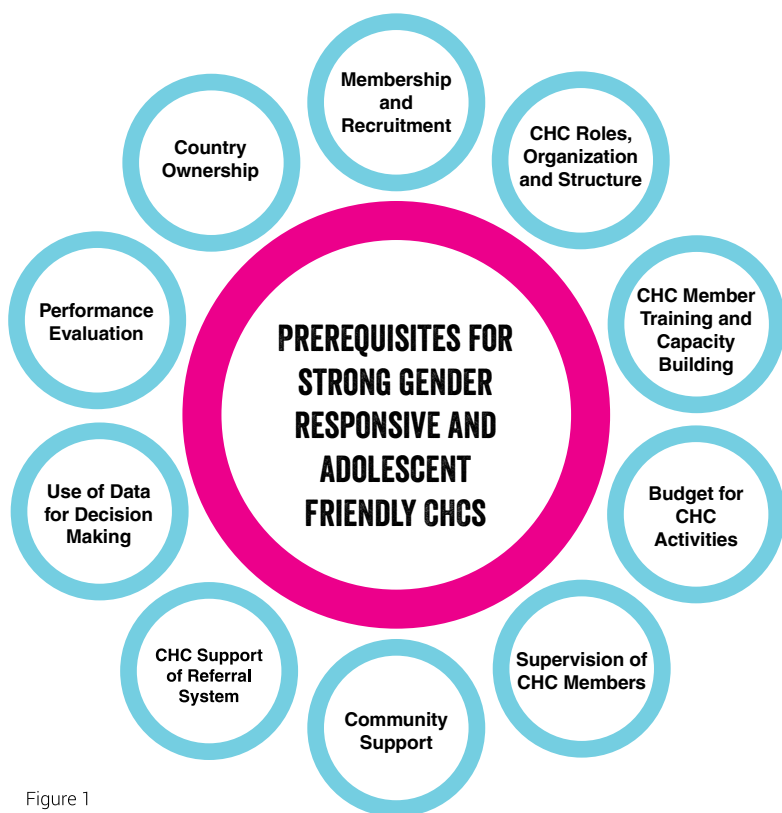 Membership
and
Recruitment
CHC Roles,
Organization
and Structure
CHC Member
Training and
Capacity
Building
Budget for
CHC
Activities
Supervision of
CHC Members
Community
Support
CHC Support
of Referral
System
Use of Data
for Decision
Making
Performance
Evaluation
Country
Ownership
PREREQUISITES FOR
STRONG GENDER
RESPONSIVE AND
ADOLESCENT
FRIENDLY CHCS
Figure 1